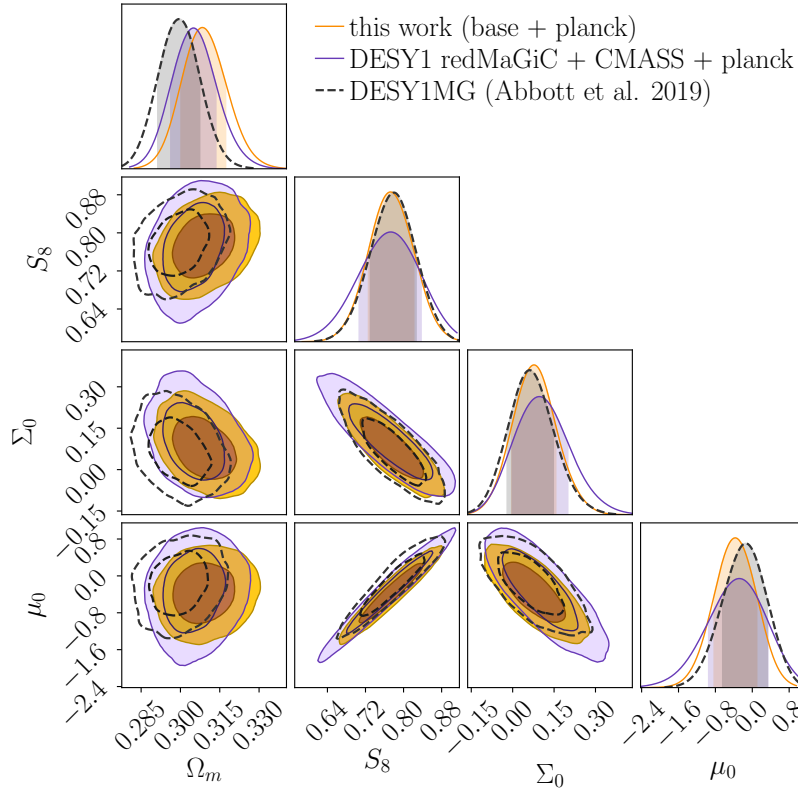 this work (base + planck)
DESY1 redMaGiC + CMASS + planck
DESY1MG (Abbott et al. 2019)
S₈
0.88
0.80
0.72
0.64
Σ₀
0.30
0.15
0.00
−0.15
μ₀
0.8
0.0
−0.8
−1.6
−2.4
0.285 0.300 0.315 0.330
0.64 0.72 0.80 0.88
−0.15 0.00 0.15 0.30
−2.4 −1.6 −0.8 0.0 0.8
Ωₘ S₈ Σ₀ μ₀